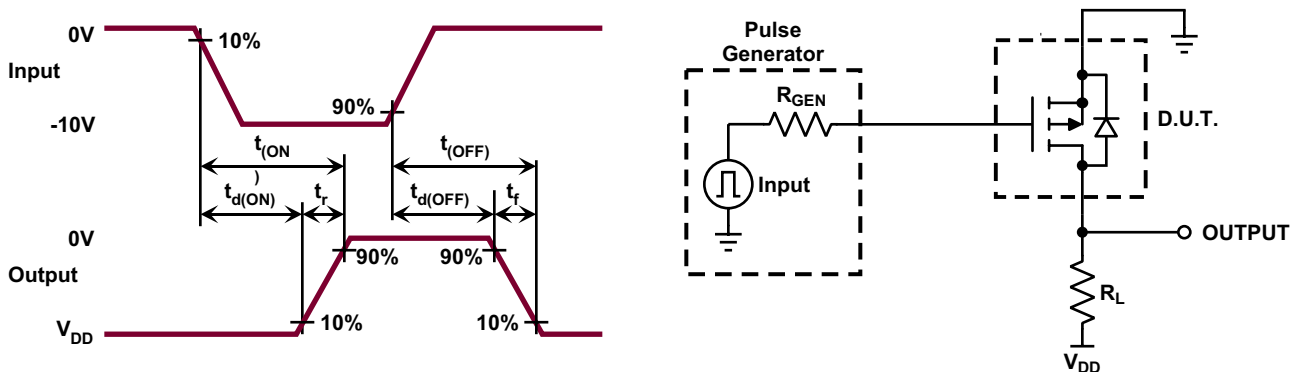 0V
10%
Input
90%
-10V
t(ON
)
t(OFF)
td(ON)
tr
td(OFF)
tf
0V
90%
90%
Output
10%
10%
VDD
Pulse
Generator
RGEN
Input
D.U.T.
OUTPUT
RL
VDD